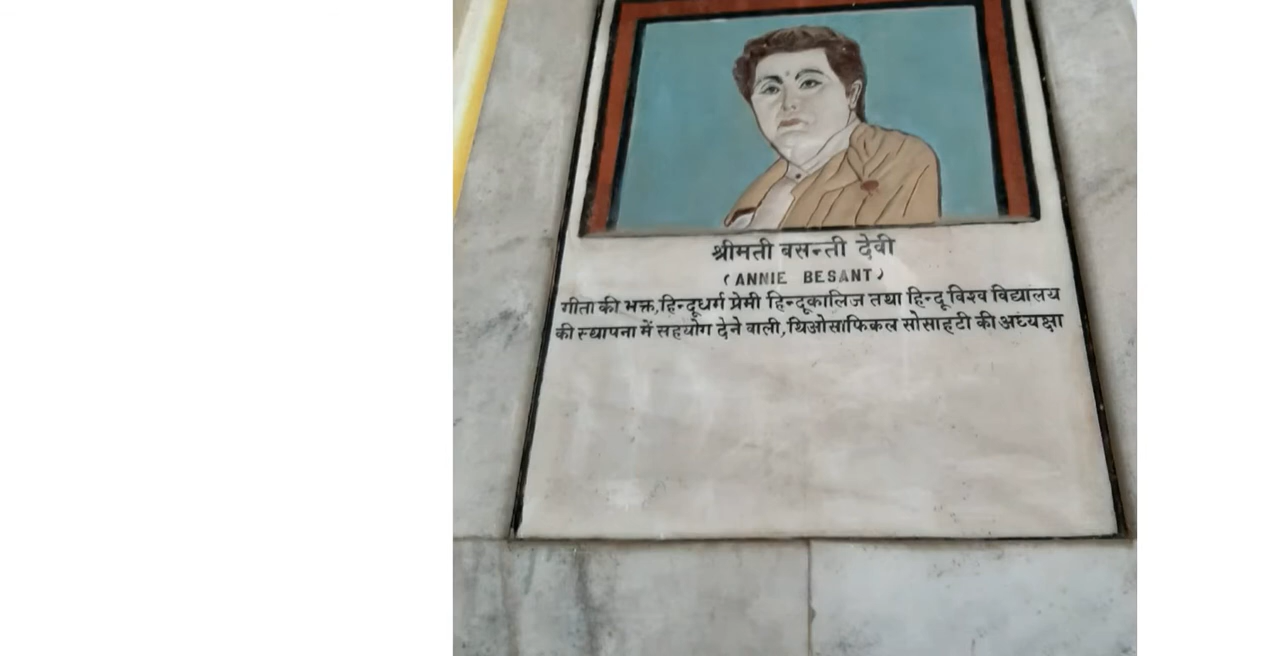 श्रीमती बसन्ती देवी
(ANNIE BESANT)
गीता की भक्त,हिन्दूधर्म प्रेमी हिन्दूकालिज तथा हिन्दू विश्व विद्यालय
की स्थापना में सहयोग देने वाली,थिओसाफिकल सोसाइटी की अध्यक्षा